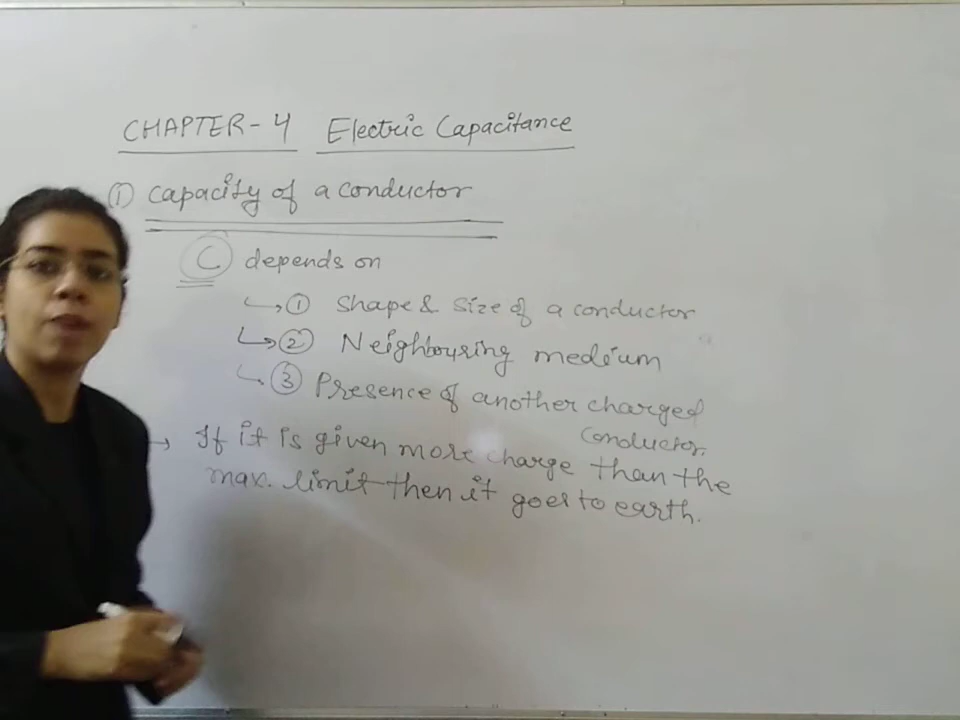 CHAPTER-4 Electric Capacitance
① Capacity of a conductor
C depends on
↳① Shape & Size of a conductor
↳② Neighbouring medium
↳③ Presence of another charged
conductor.
→ If it is given more charge than the
max. limit then it goes to earth.